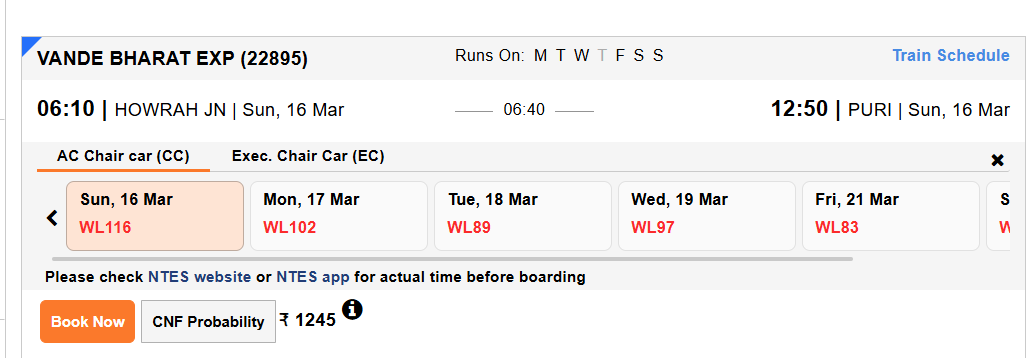 VANDE BHARAT EXP (22895) Runs On: M T W T F S S Train Schedule
06:10 | HOWRAH JN | Sun, 16 Mar 06:40 12:50 | PURI | Sun, 16 Mar
AC Chair car (CC) Exec. Chair Car (EC)
Sun, 16 Mar Mon, 17 Mar Tue, 18 Mar Wed, 19 Mar Fri, 21 Mar S
WL116 WL102 WL89 WL97 WL83
Please check NTES website or NTES app for actual time before boarding
Book Now CNF Probability ₹ 1245